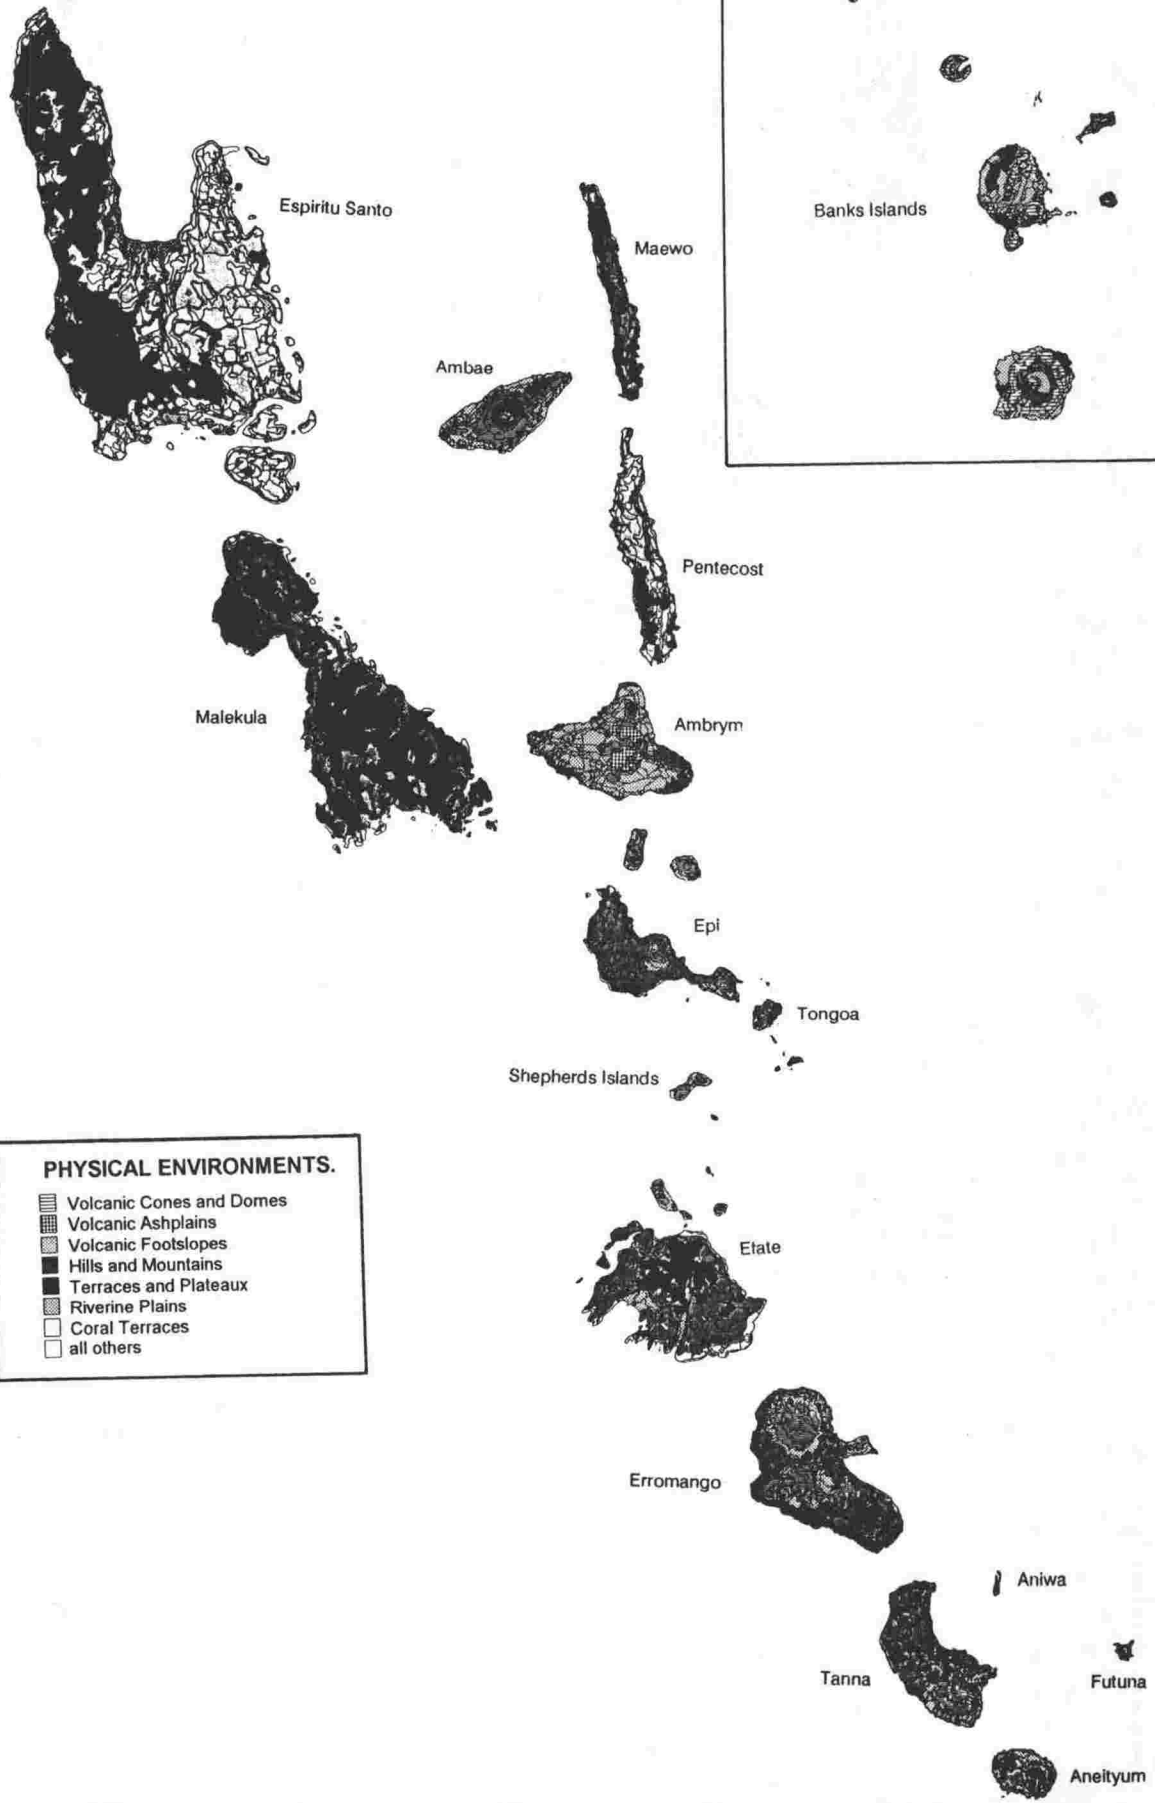 Espiritu Santo
Banks Islands
Maewo
Ambae
Pentecost
Malekula
Ambrym
Epi
Tongoa
Shepherds Islands
PHYSICAL ENVIRONMENTS.
Volcanic Cones and Domes
Volcanic Ashplains
Volcanic Footslopes
Hills and Mountains
Terraces and Plateaux
Riverine Plains
Coral Terraces
all others
Efate
Erromango
Aniwa
Tanna
Futuna
Aneityum